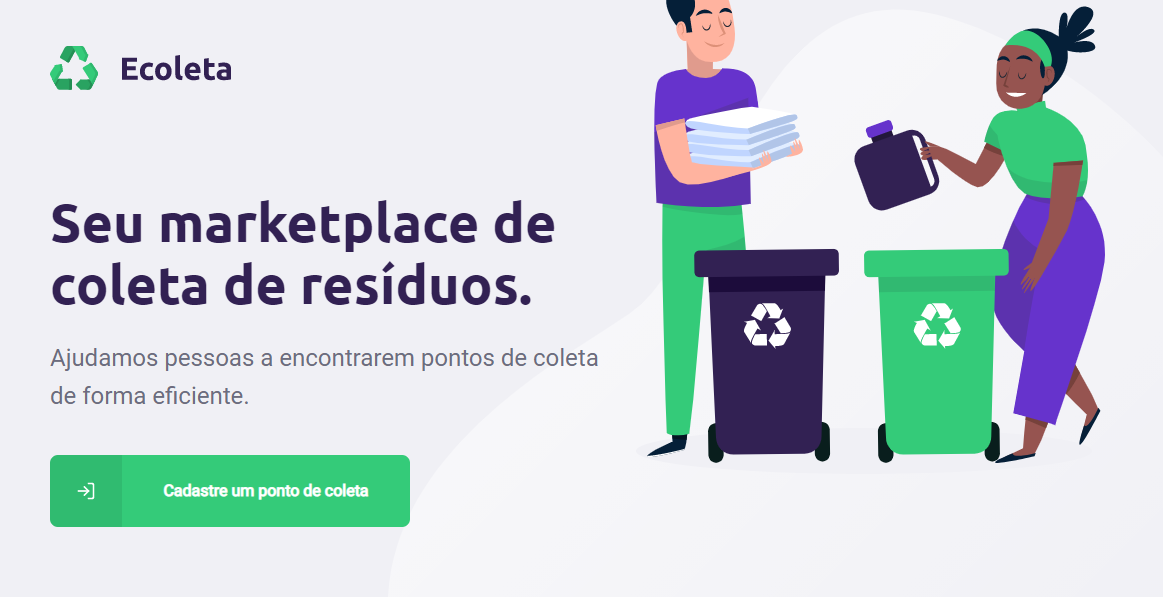 Ecoleta
Seu marketplace de
coleta de resíduos.
Ajudamos pessoas a encontrarem pontos de coleta
de forma eficiente.
Cadastre um ponto de coleta